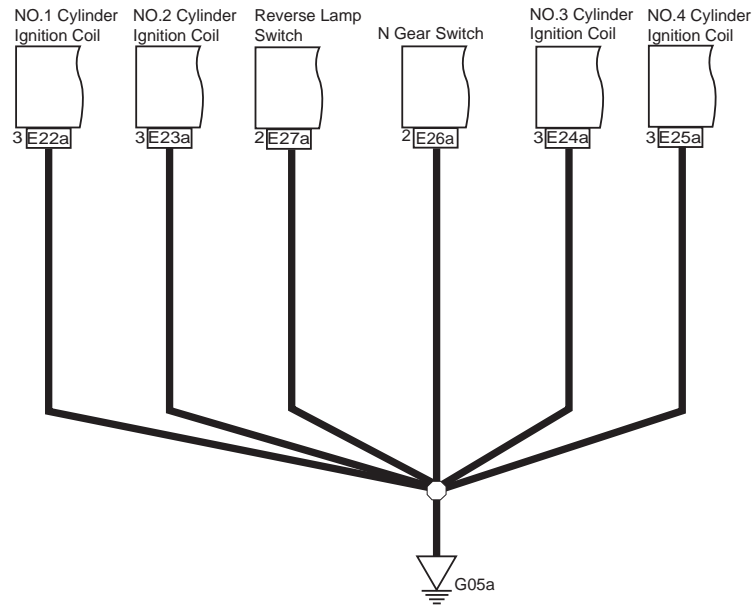 NO.1 Cylinder
Ignition Coil
NO.2 Cylinder
Ignition Coil
Reverse Lamp
Switch
N Gear Switch
NO.3 Cylinder
Ignition Coil
NO.4 Cylinder
Ignition Coil
3 E22a
3 E23a
2 E27a
2 E26a
3 E24a
3 E25a
G05a